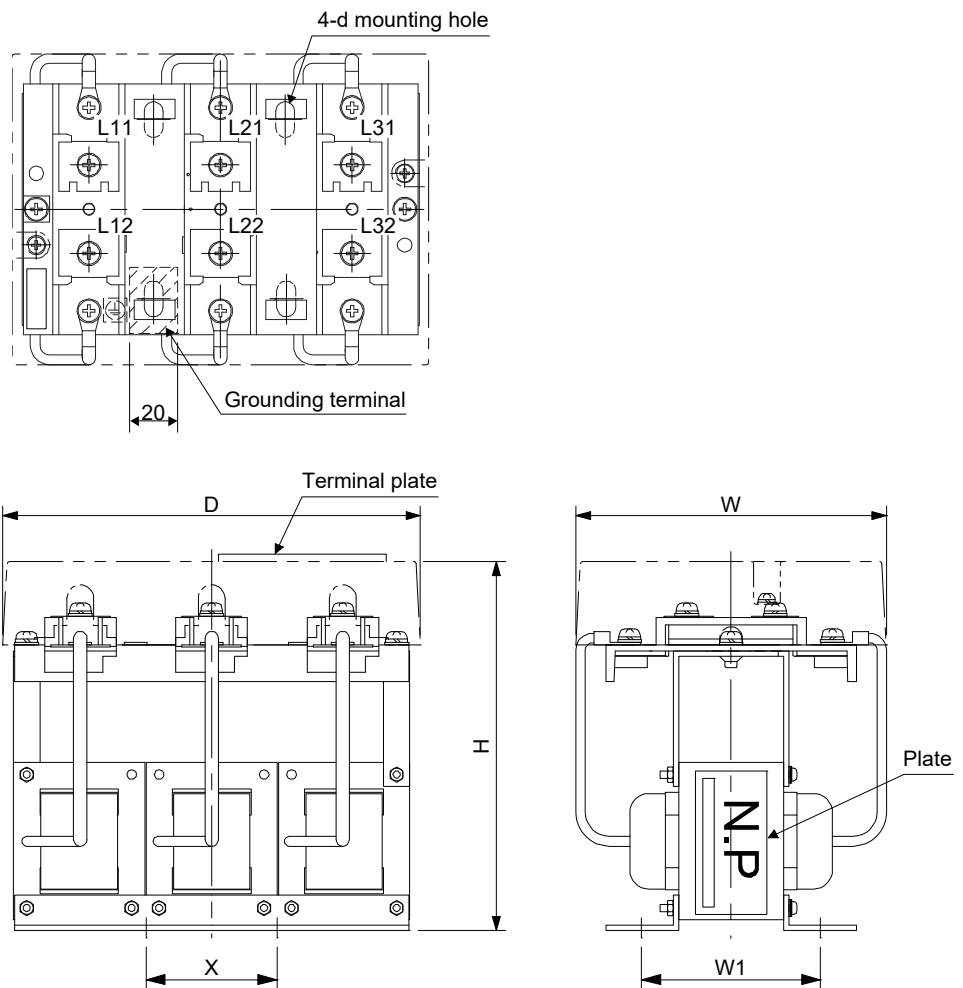 4-d mounting hole
L11
L21
L31
L12
L22
L32
Grounding terminal
20
Terminal plate
D
W
H
Plate
N.P
X
W1